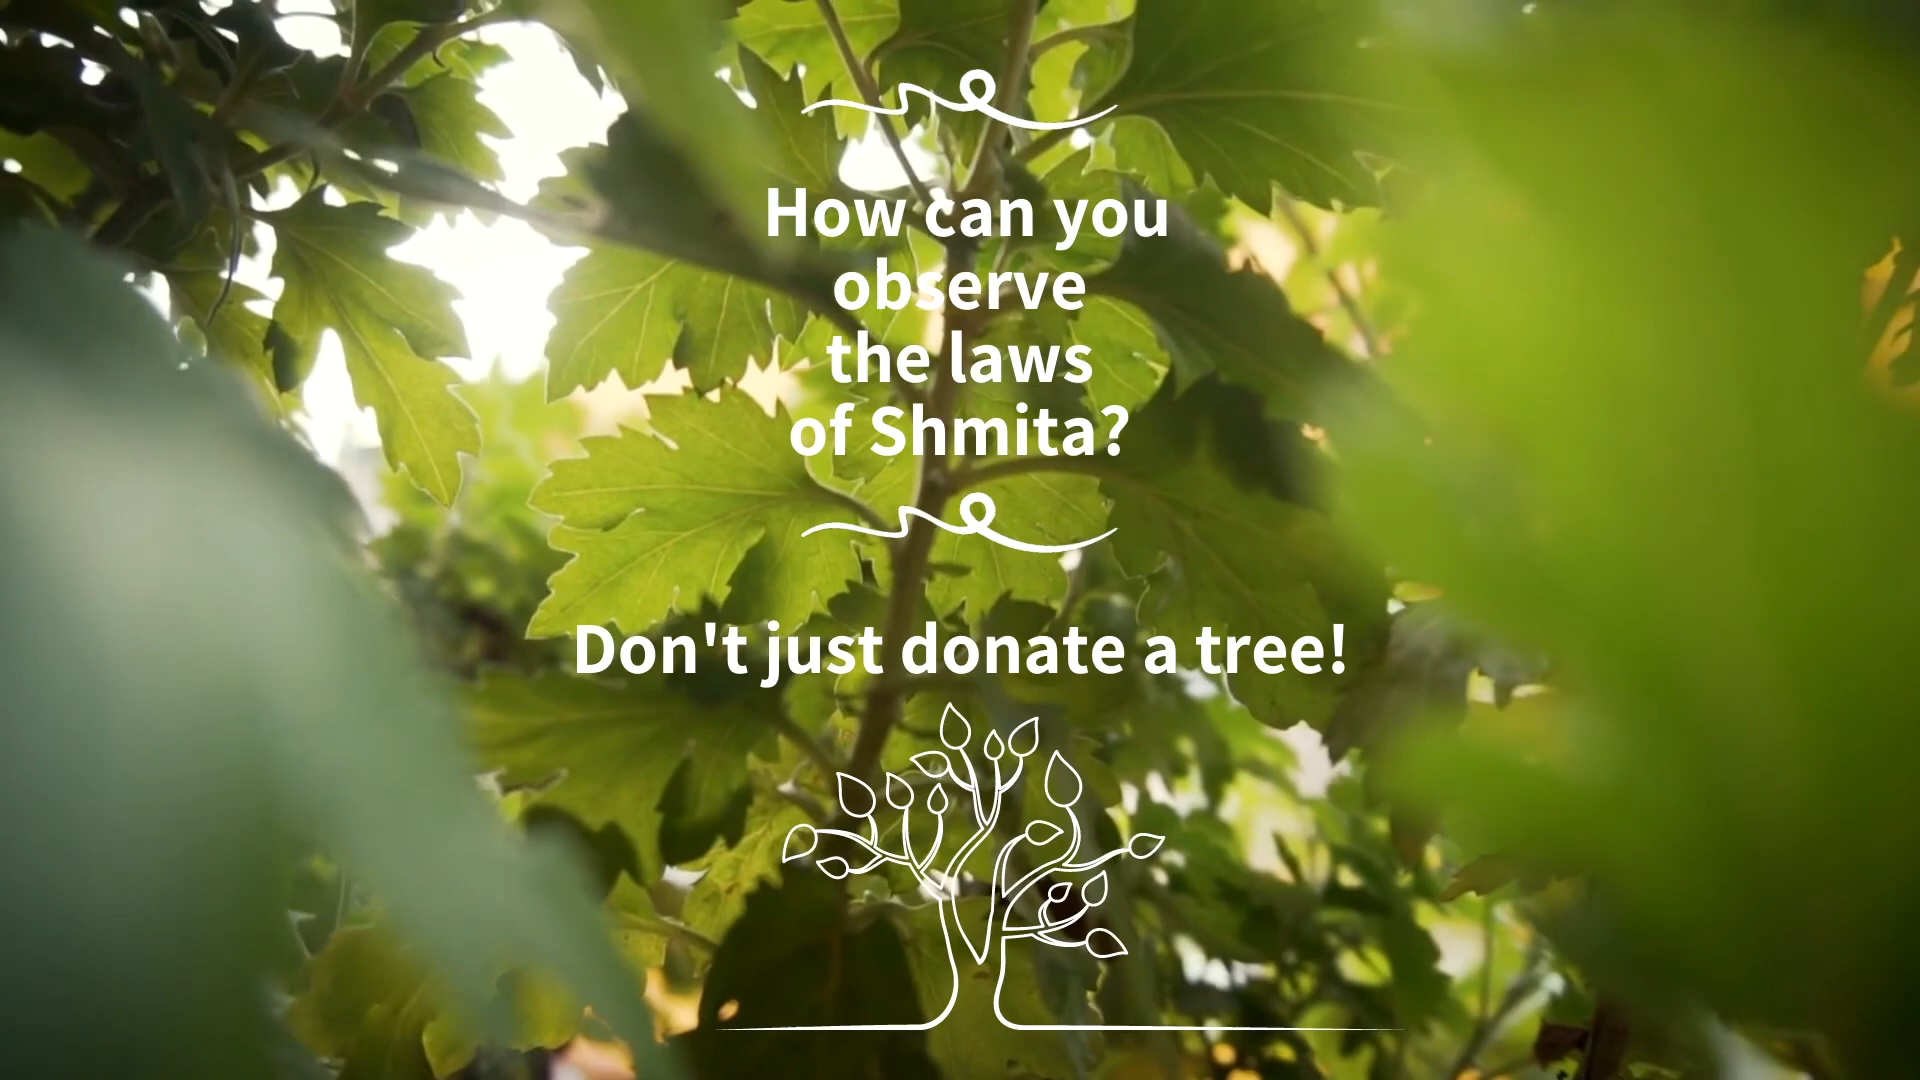 How can you
observe
the laws
of Shmita?
Don't just donate a tree!